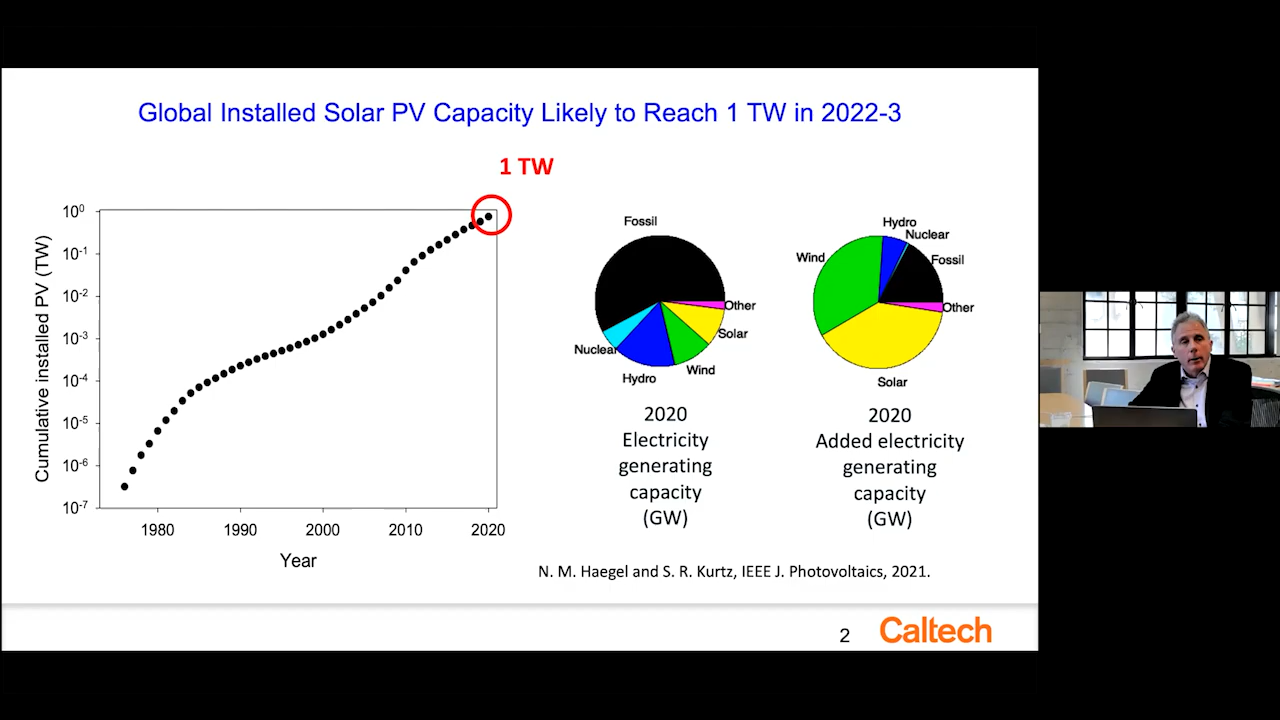 Global Installed Solar PV Capacity Likely to Reach 1 TW in 2022-3
1 TW
Cumulative installed PV (TW)
10⁰
10⁻¹
10⁻²
10⁻³
10⁻⁴
10⁻⁵
10⁻⁶
10⁻⁷
1980 1990 2000 2010 2020
Year
Fossil
Other
Solar
Wind
Hydro
Nuclear
2020
Electricity
generating
capacity
(GW)
Hydro
Nuclear
Fossil
Other
Wind
Solar
2020
Added electricity
generating
capacity
(GW)
N. M. Haegel and S. R. Kurtz, IEEE J. Photovoltaics, 2021.
2
Caltech